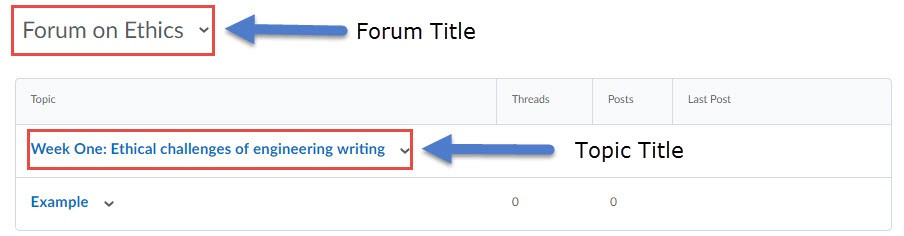 Forum on Ethics Forum Title
Topic Threads Posts Last Post
Week One: Ethical challenges of engineering writing Topic Title
Example 0 0